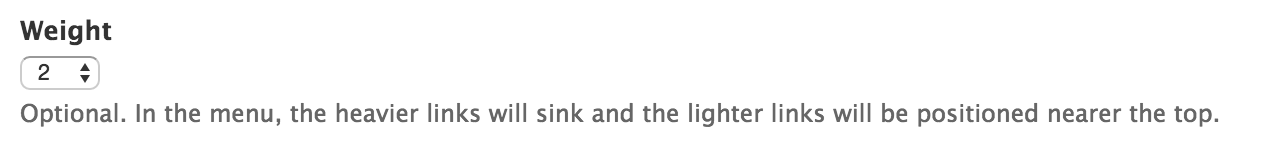 Weight
2
Optional. In the menu, the heavier links will sink and the lighter links will be positioned nearer the top.